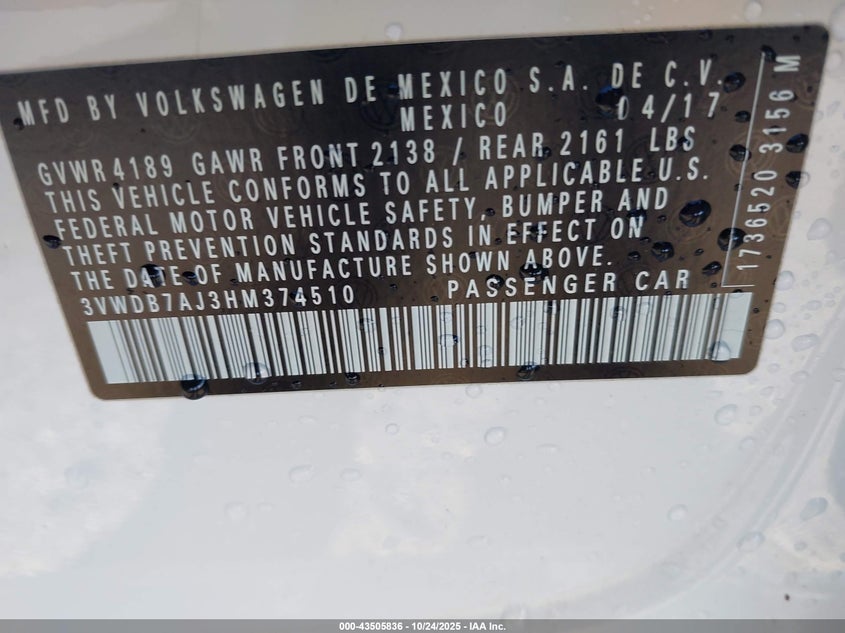 MFD BY VOLKSWAGEN DE MEXICO S.A. DE C.V.
MEXICO 04/17
GVWR 4189 GAWR FRONT 2138 / REAR 2161 LBS
THIS VEHICLE CONFORMS TO ALL APPLICABLE U.S.
FEDERAL MOTOR VEHICLE SAFETY, BUMPER AND
THEFT PREVENTION STANDARDS IN EFFECT ON
THE DATE OF MANUFACTURE SHOWN ABOVE.
3VWDB7AJ3HM374510 PASSENGER CAR
1736520 3156 M
000-43505836 - 10/24/2025 - IAA Inc.